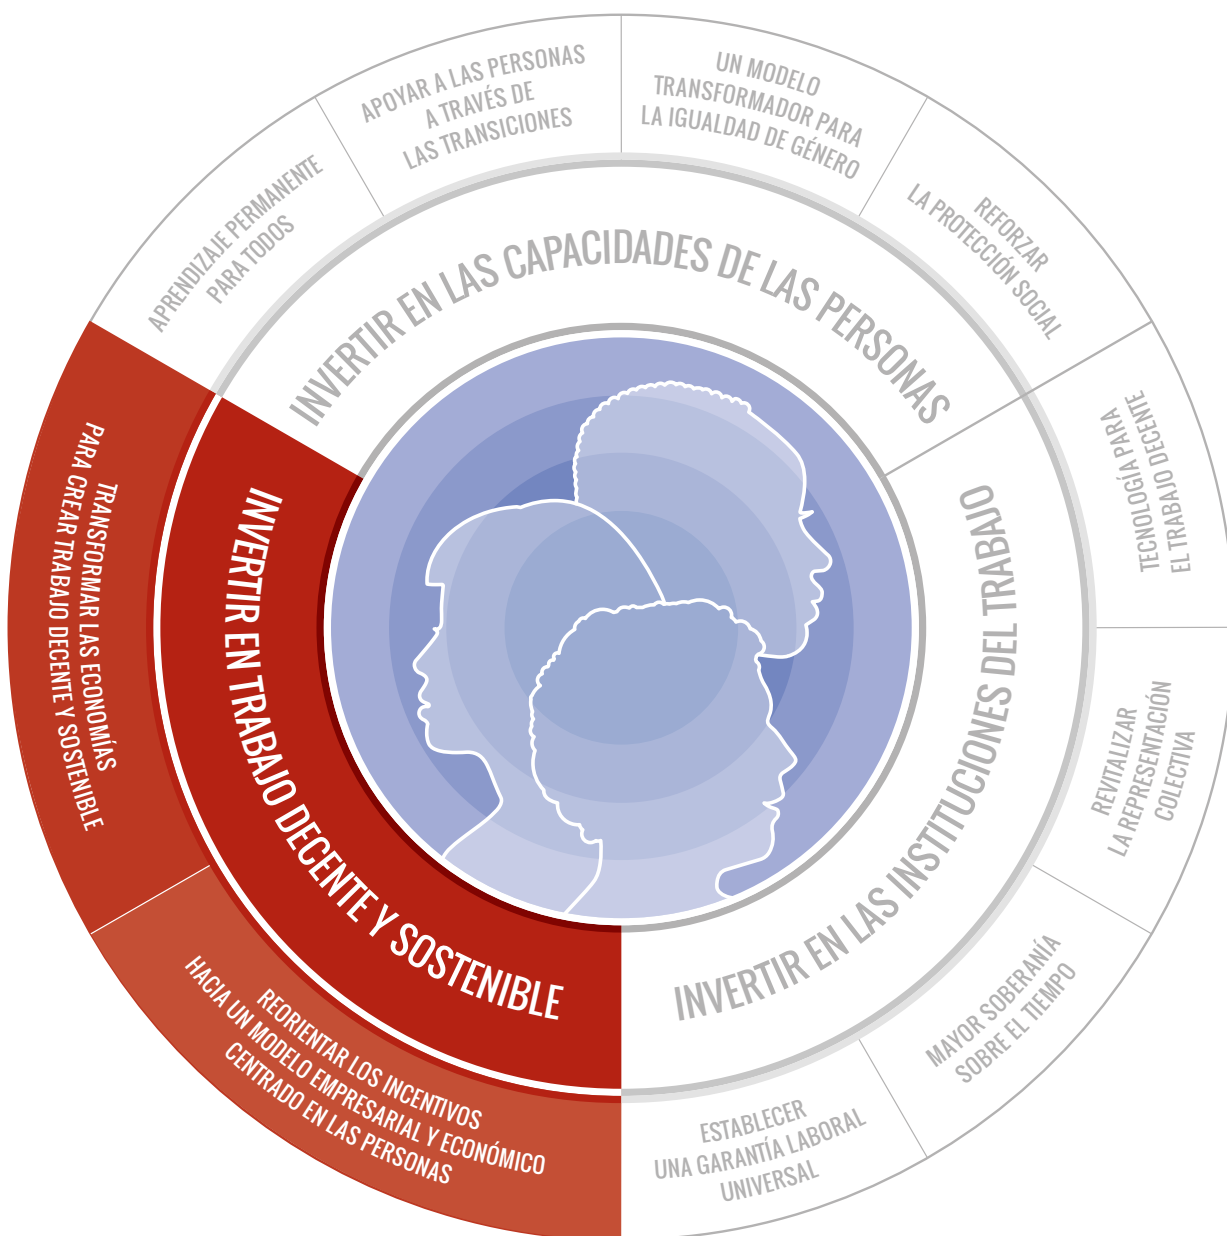 APOYAR A LAS PERSONAS
A TRAVÉS DE
LAS TRANSICIONES
UN MODELO
TRANSFORMADOR PARA
LA IGUALDAD DE GÉNERO
REFORZAR
LA PROTECCIÓN SOCIAL
APRENDIZAJE PERMANENTE
PARA TODOS
INVERTIR EN LAS CAPACIDADES DE LAS PERSONAS
TECNOLOGÍA PARA
EL TRABAJO DECENTE
REVITALIZAR
LA REPRESENTACIÓN
COLECTIVA
MAYOR SOBERANÍA
SOBRE EL TIEMPO
ESTABLECER
UNA GARANTÍA LABORAL
UNIVERSAL
INVERTIR EN LAS INSTITUCIONES DEL TRABAJO
TRANSFORMAR LAS ECONOMÍAS
PARA CREAR TRABAJO DECENTE Y SOSTENIBLE
INVERTIR EN TRABAJO DECENTE Y SOSTENIBLE
REORIENTAR LOS INCENTIVOS
HACIA UN MODELO EMPRESARIAL Y ECONÓMICO
CENTRADO EN LAS PERSONAS